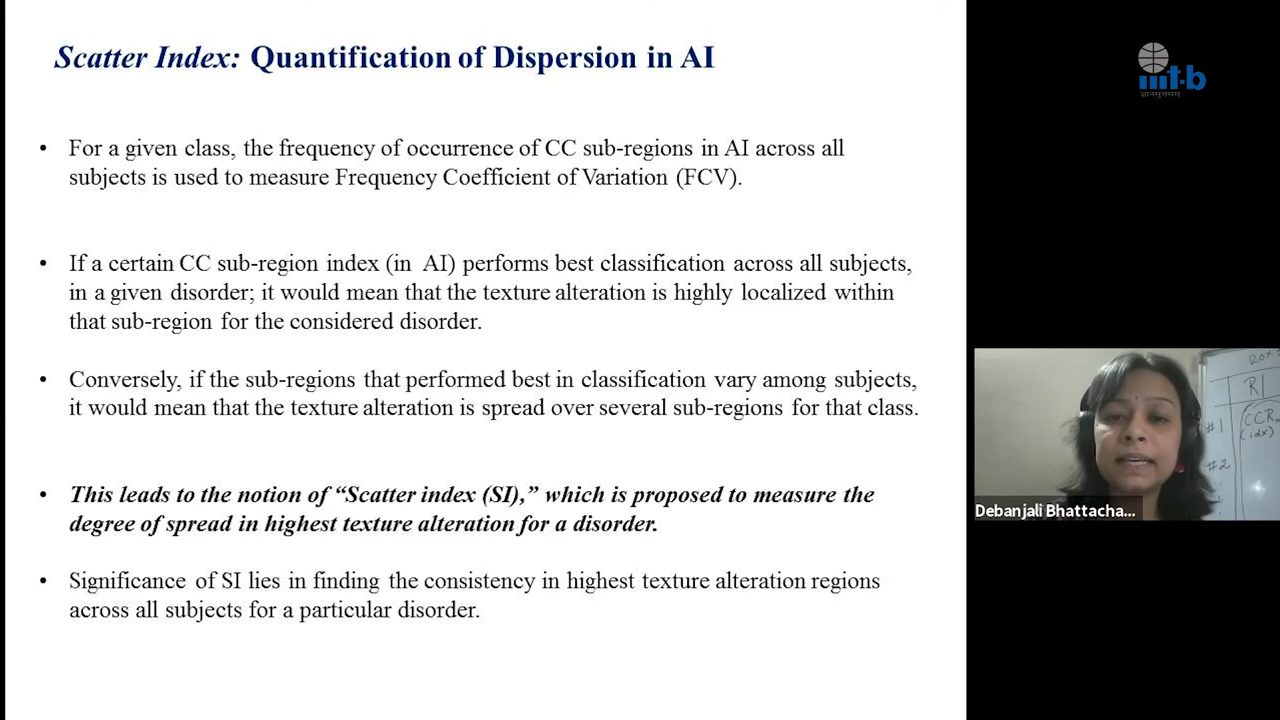 Scatter Index: Quantification of Dispersion in AI
• For a given class, the frequency of occurrence of CC sub-regions in AI across all
subjects is used to measure Frequency Coefficient of Variation (FCV).
• If a certain CC sub-region index (in AI) performs best classification across all subjects,
in a given disorder; it would mean that the texture alteration is highly localized within
that sub-region for the considered disorder.
• Conversely, if the sub-regions that performed best in classification vary among subjects,
it would mean that the texture alteration is spread over several sub-regions for that class.
• This leads to the notion of “Scatter index (SI),” which is proposed to measure the
degree of spread in highest texture alteration for a disorder.
• Significance of SI lies in finding the consistency in highest texture alteration regions
across all subjects for a particular disorder.
iiit-b
ज्ञानमुत्तमम्
R1
#1
(idx)
#2
Debanjali Bhattacha...